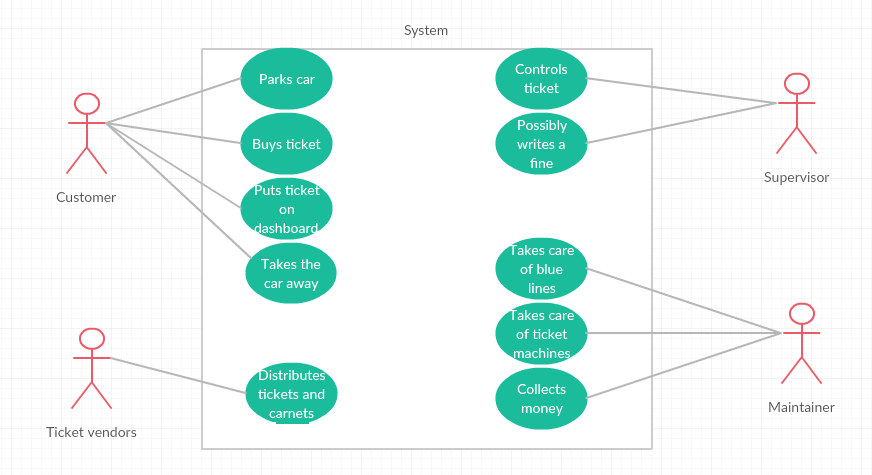 System
Parks car
Buys ticket
Puts ticket
on
dashboard
Takes the
car away
Distributes
tickets and
carnets
Controls
ticket
Possibly
writes a
fine
Takes care
of blue
lines
Takes care
of ticket
machines
Collects
money
Customer
Ticket vendors
Supervisor
Maintainer